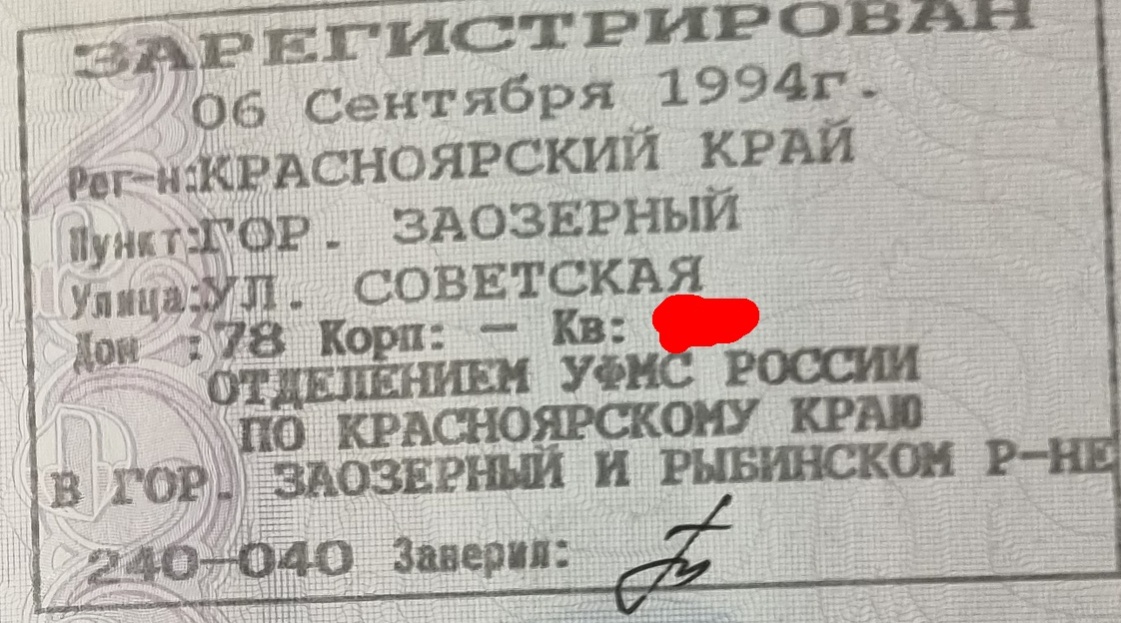 ЗАРЕГИСТРИРОВАН
06 Сентября 1994г.
Рег-н:КРАСНОЯРСКИЙ КРАЙ
Пункт:ГОР. ЗАОЗЕРНЫЙ
Улица:УЛ. СОВЕТСКАЯ
Дом :78 Корп: — Кв:
ОТДЕЛЕНИЕМ УФМС РОССИИ
ПО КРАСНОЯРСКОМУ КРАЮ
В ГОР. ЗАОЗЕРНЫЙ И РЫБИНСКОМ Р-НЕ
240-040 Заверил: